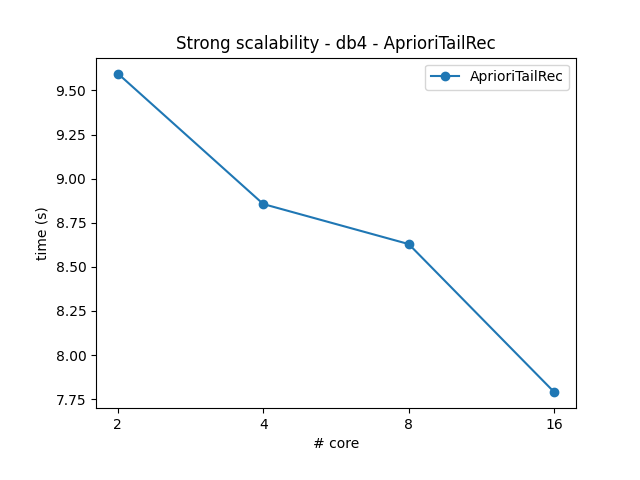 Strong scalability - db4 - AprioriTailRec
AprioriTailRec
time (s)
9.50
9.25
9.00
8.75
8.50
8.25
8.00
7.75
2 4 8 16
# core